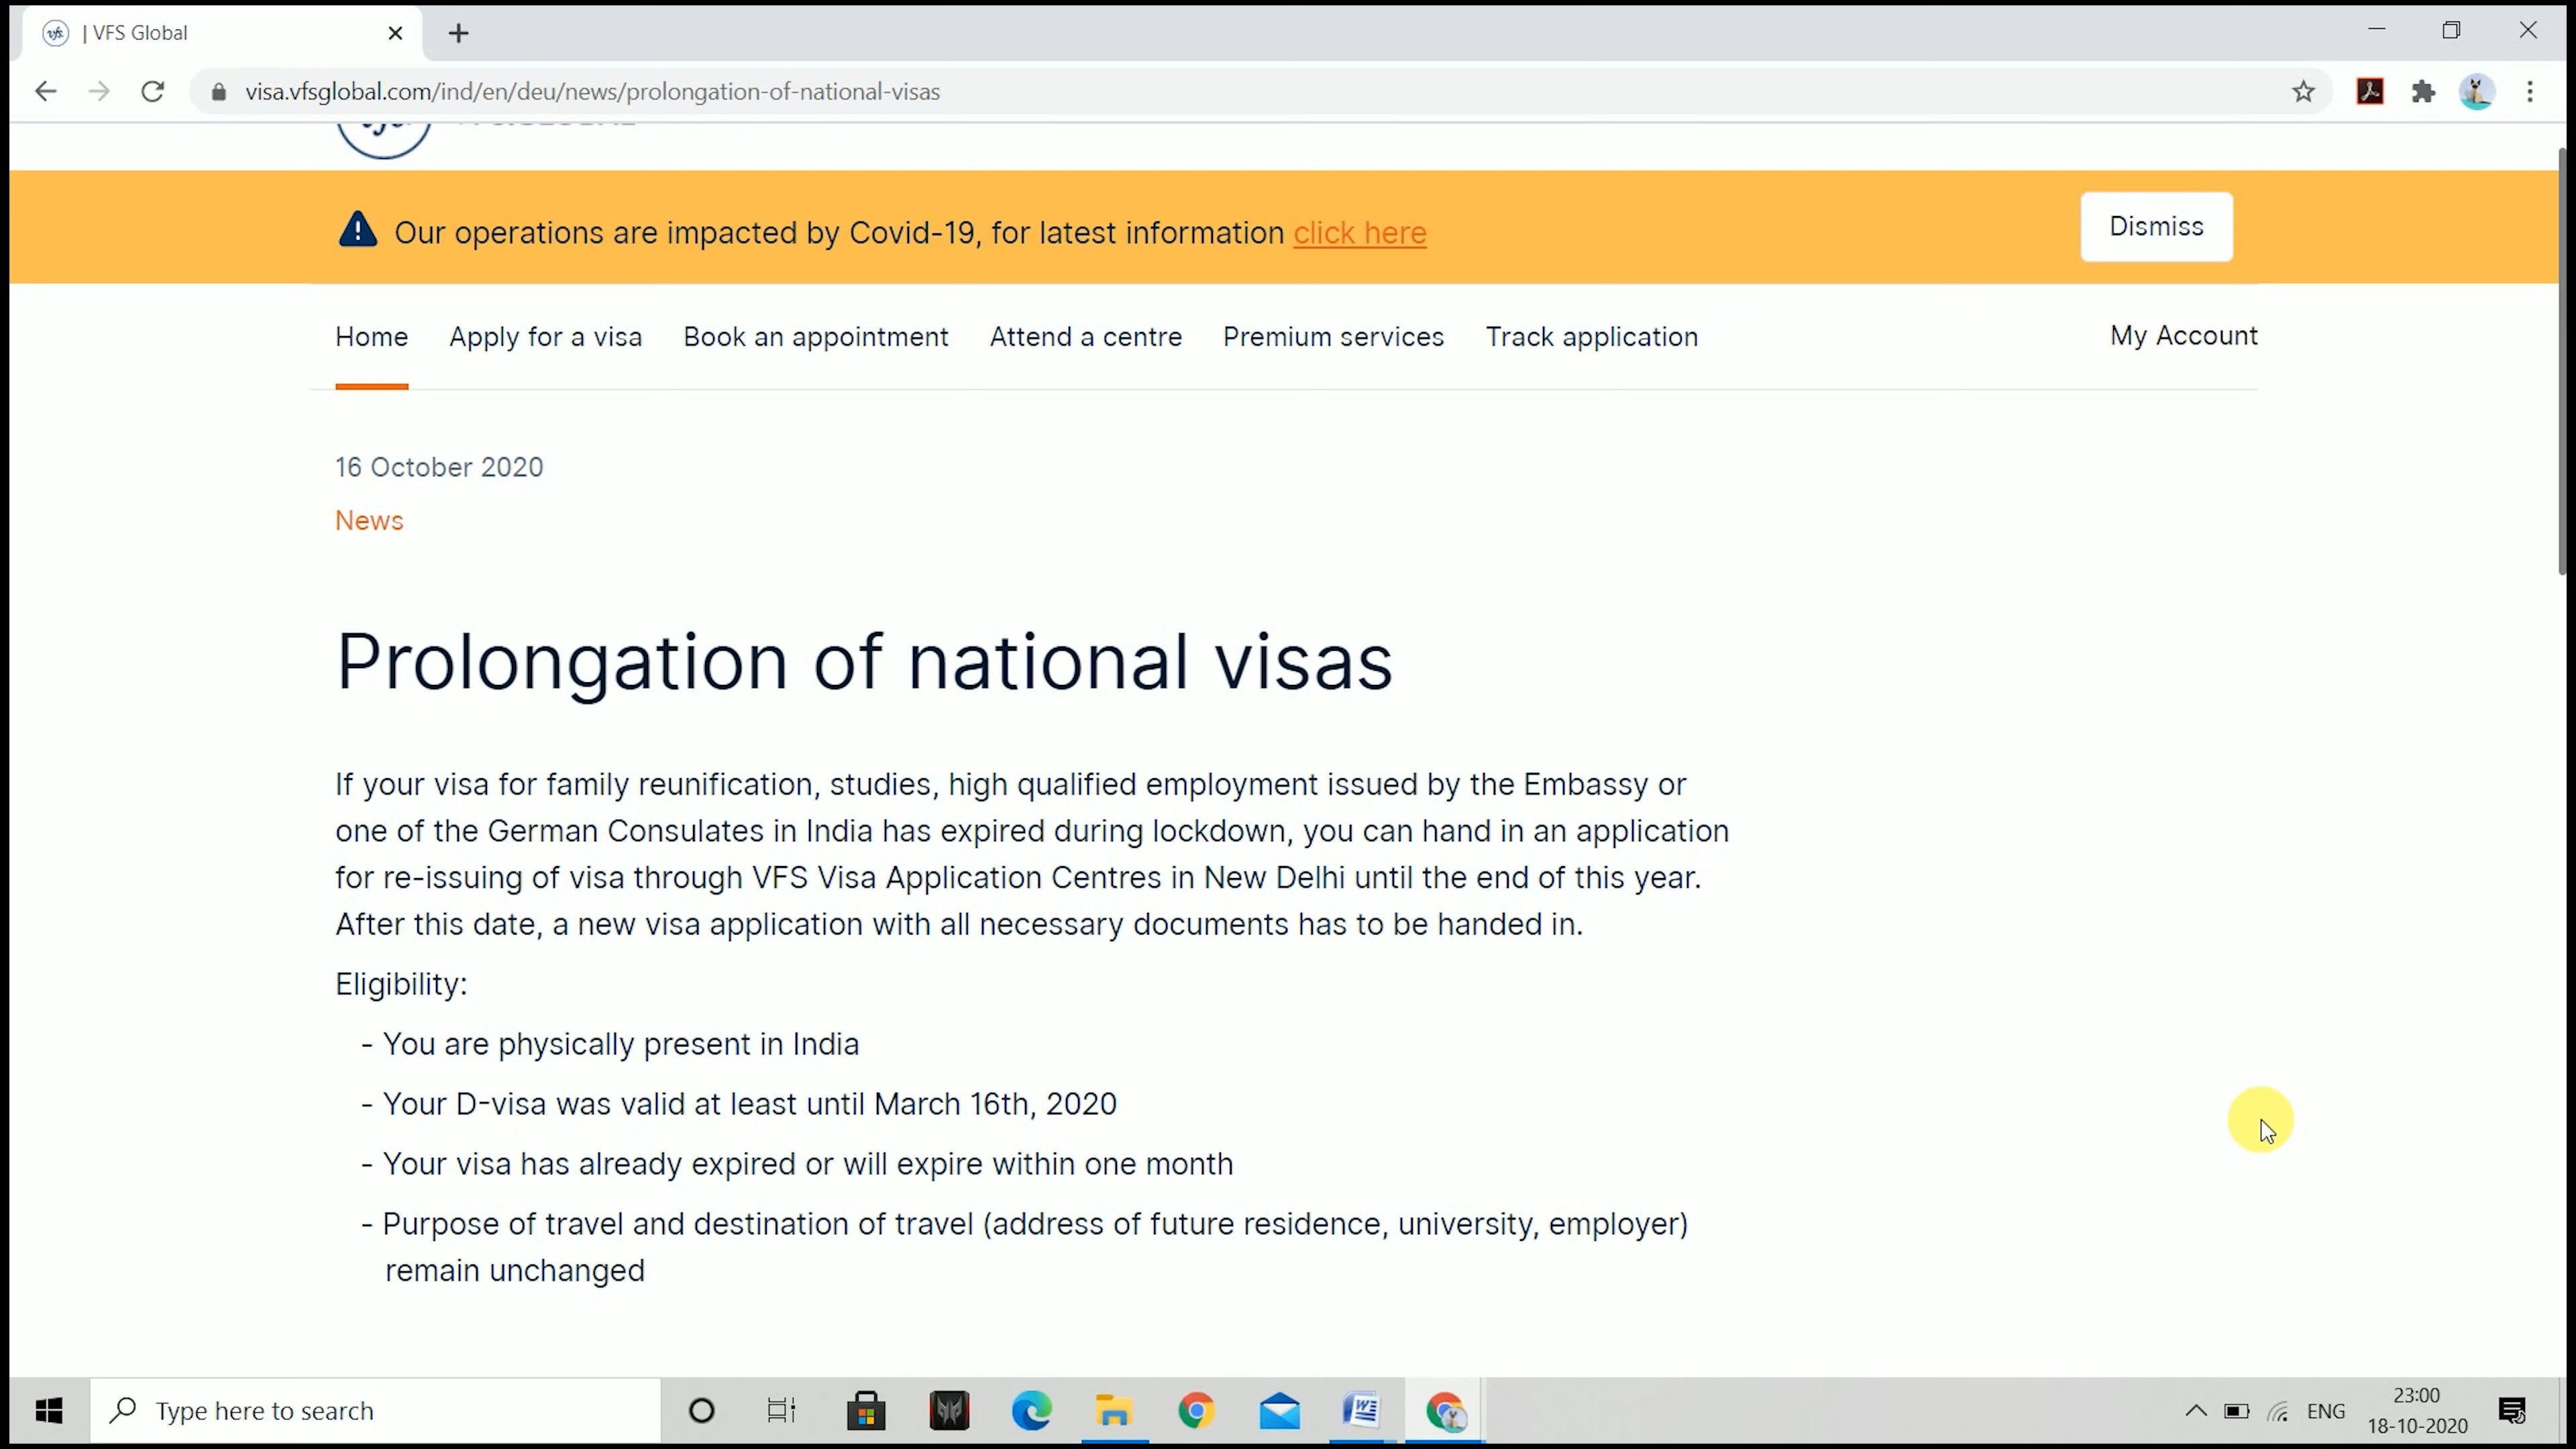 | VFS Global
visa.vfsglobal.com/ind/en/deu/news/prolongation-of-national-visas
Our operations are impacted by Covid-19, for latest information click here
Dismiss
Home Apply for a visa Book an appointment Attend a centre Premium services Track application My Account
16 October 2020
News
Prolongation of national visas
If your visa for family reunification, studies, high qualified employment issued by the Embassy or
one of the German Consulates in India has expired during lockdown, you can hand in an application
for re-issuing of visa through VFS Visa Application Centres in New Delhi until the end of this year.
After this date, a new visa application with all necessary documents has to be handed in.
Eligibility:
- You are physically present in India
- Your D-visa was valid at least until March 16th, 2020
- Your visa has already expired or will expire within one month
- Purpose of travel and destination of travel (address of future residence, university, employer)
remain unchanged
Type here to search
ENG
23:00
18-10-2020